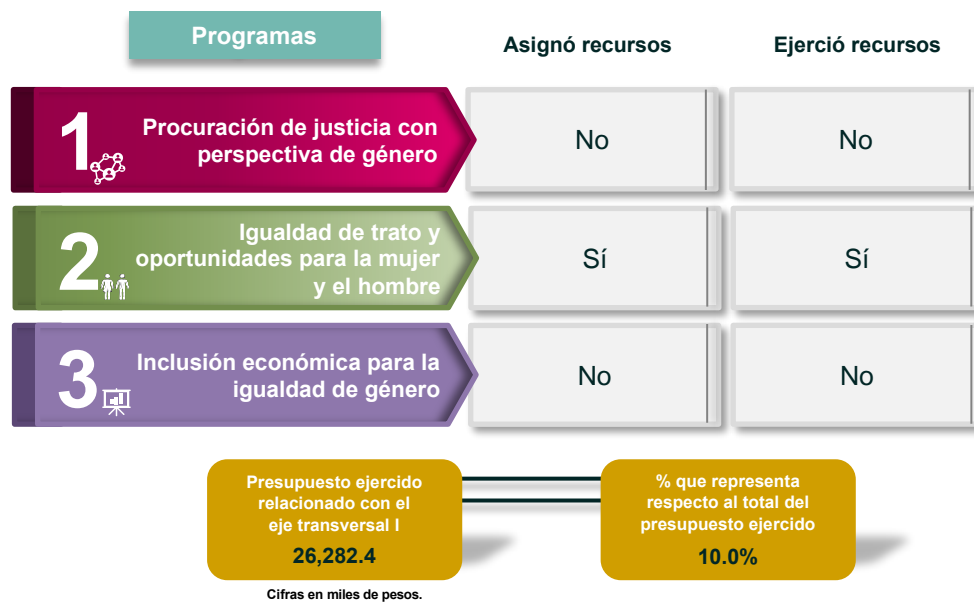 Programas
Asignó recursos
Ejerció recursos
1
Procuración de justicia con
perspectiva de género
No
No
2
Igualdad de trato y
oportunidades para la mujer
y el hombre
Sí
Sí
3
Inclusión económica para la
igualdad de género
No
No
Presupuesto ejercido
relacionado con el
eje transversal I
26,282.4
% que representa
respecto al total del
presupuesto ejercido
10.0%
Cifras en miles de pesos.